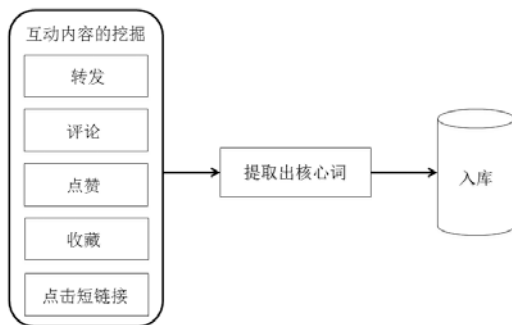 互动内容的挖掘
转发
评论
点赞
收藏
点击短链接
提取出核心词
入库